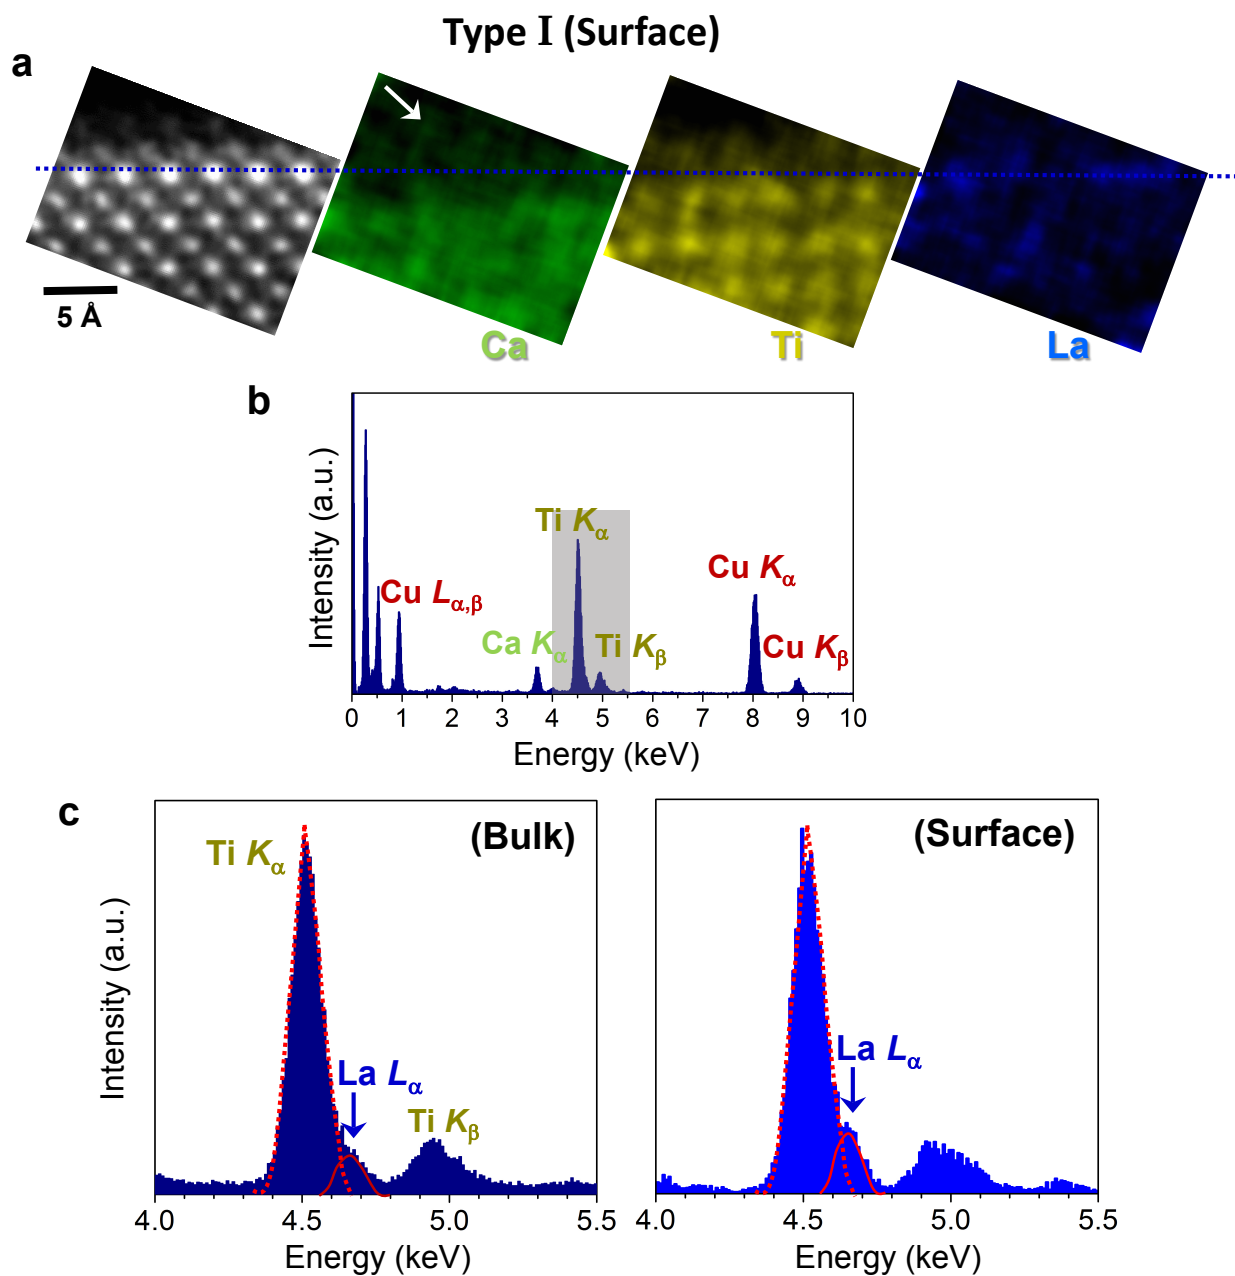 Type I (Surface)
a
5 Å
Ca
Ti
La
b
Intensity (a.u.)
Ti Kα
Cu Lα,β
Cu Kα
Ca Kα
Ti Kβ
Cu Kβ
0 1 2 3 4 5 6 7 8 9 10
Energy (keV)
c
(Bulk)
Ti Kα
Intensity (a.u.)
La Lα
Ti Kβ
4.0 4.5 5.0 5.5
Energy (keV)
(Surface)
La Lα
4.0 4.5 5.0 5.5
Energy (keV)